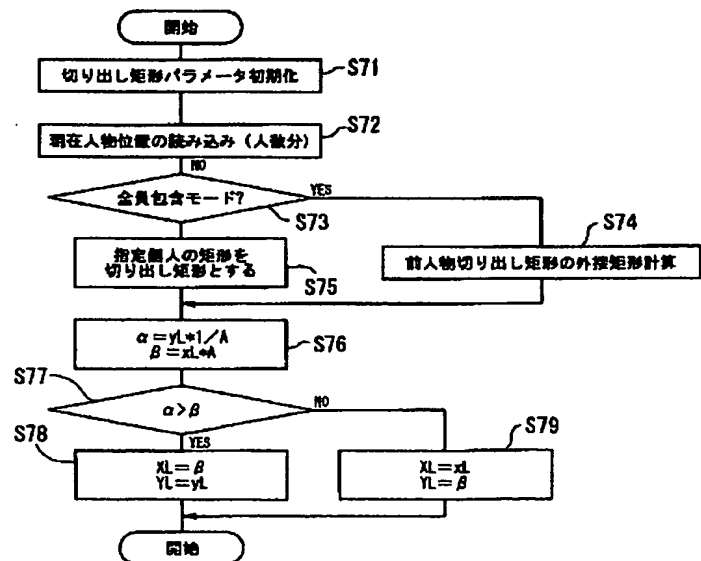 開始
切り出し矩形パラメータ初期化
S71
現在人物位置の読み込み（人数分）
S72
NO
全員包含モード?
YES
S73
S74
指定個人の矩形を
切り出し矩形とする
S75
前人物切り出し矩形の外接矩形計算
α=yL*1/A
β=xL*A
S76
S77
α>β
NO
YES
S78
XL=β
YL=yL
S79
XL=xL
YL=β
開始